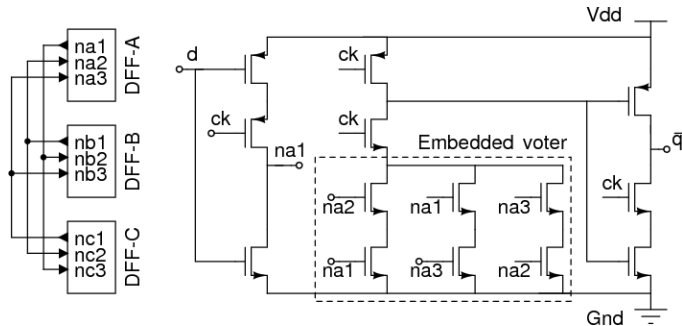 na1
na2
na3
DFF-A
nb1
nb2
nb3
DFF-B
nc1
nc2
nc3
DFF-C
Vdd
d
ck
ck
ck
na1
Embedded voter
q̄
ck
na2
na1
na3
na1
na3
na2
Gnd